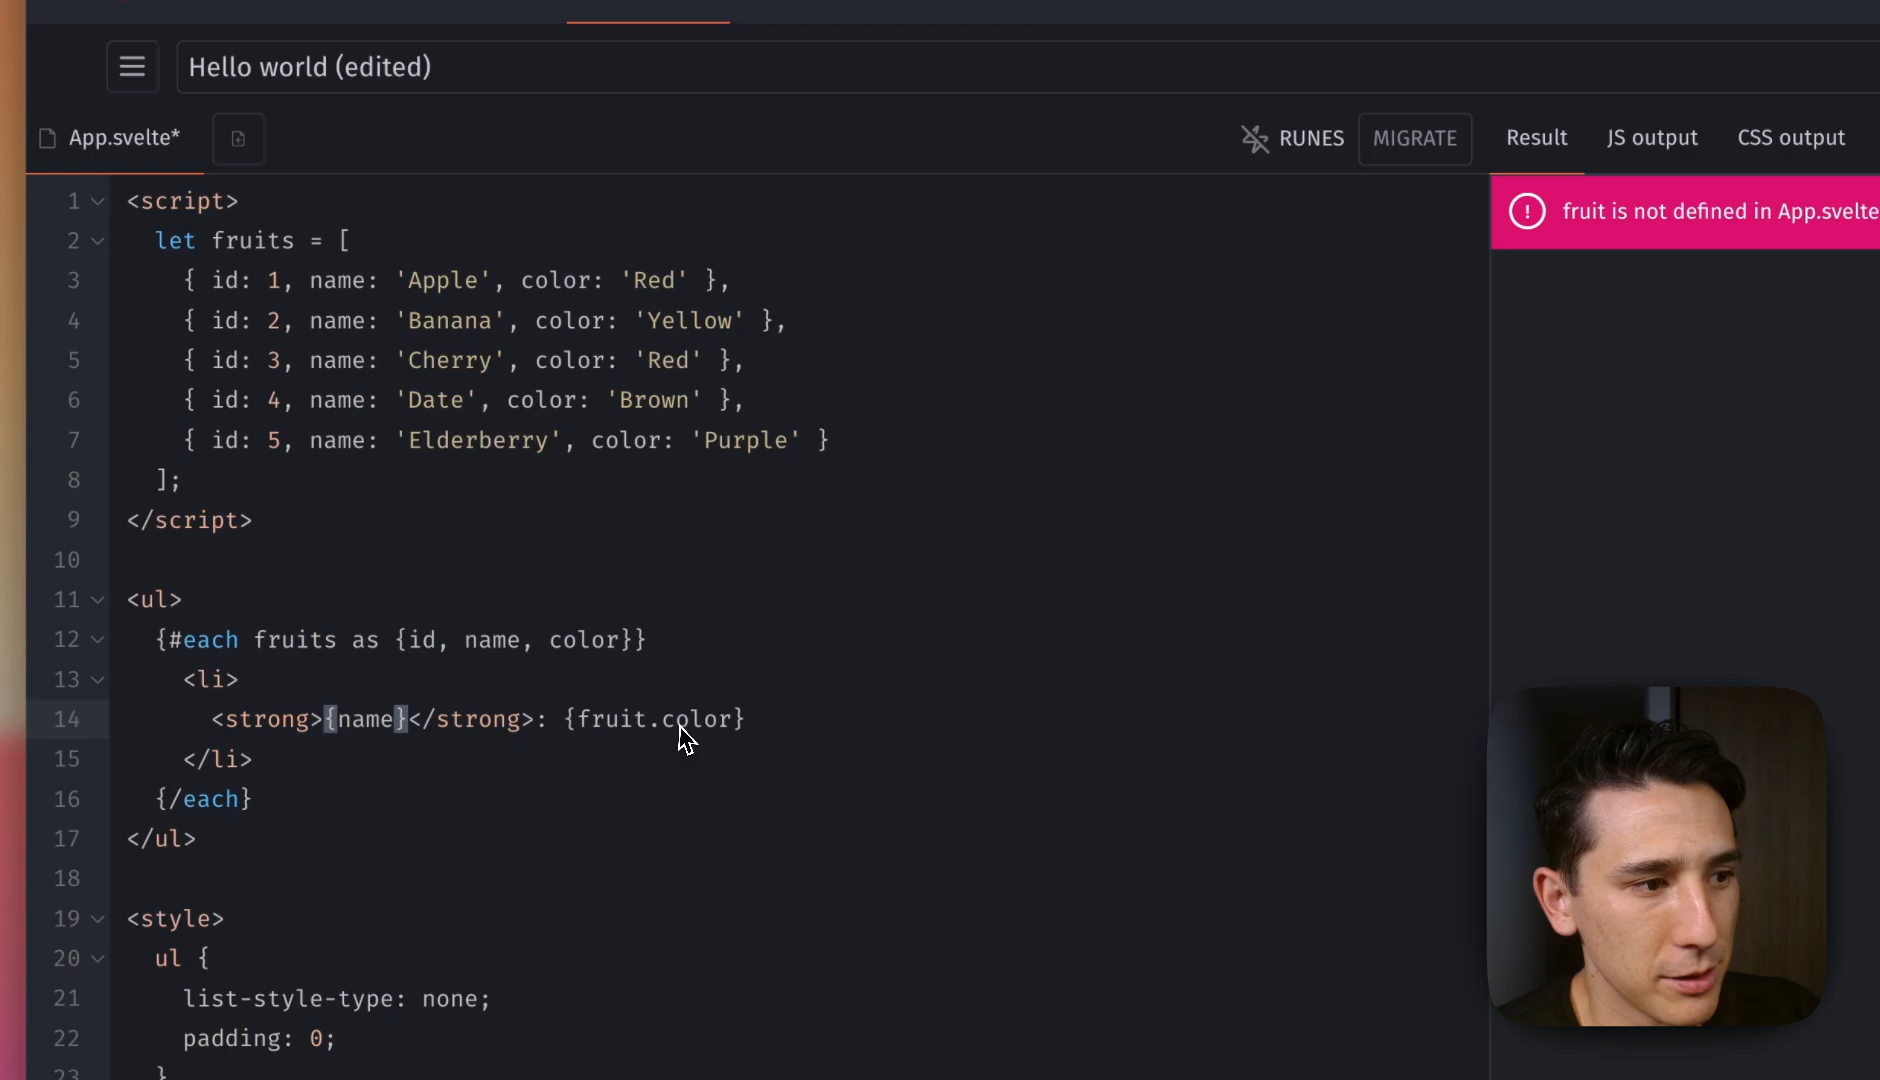 Hello world (edited)
App.svelte*
RUNES
MIGRATE
Result
JS output
CSS output
fruit is not defined in App.svelte
1 <script>
2 let fruits = [
3 { id: 1, name: 'Apple', color: 'Red' },
4 { id: 2, name: 'Banana', color: 'Yellow' },
5 { id: 3, name: 'Cherry', color: 'Red' },
6 { id: 4, name: 'Date', color: 'Brown' },
7 { id: 5, name: 'Elderberry', color: 'Purple' }
8 ];
9 </script>
10
11 <ul>
12 {#each fruits as {id, name, color}}
13 <li>
14 <strong>{name}</strong>: {fruit.color}
15 </li>
16 {/each}
17 </ul>
18
19 <style>
20 ul {
21 list-style-type: none;
22 padding: 0;
23 }